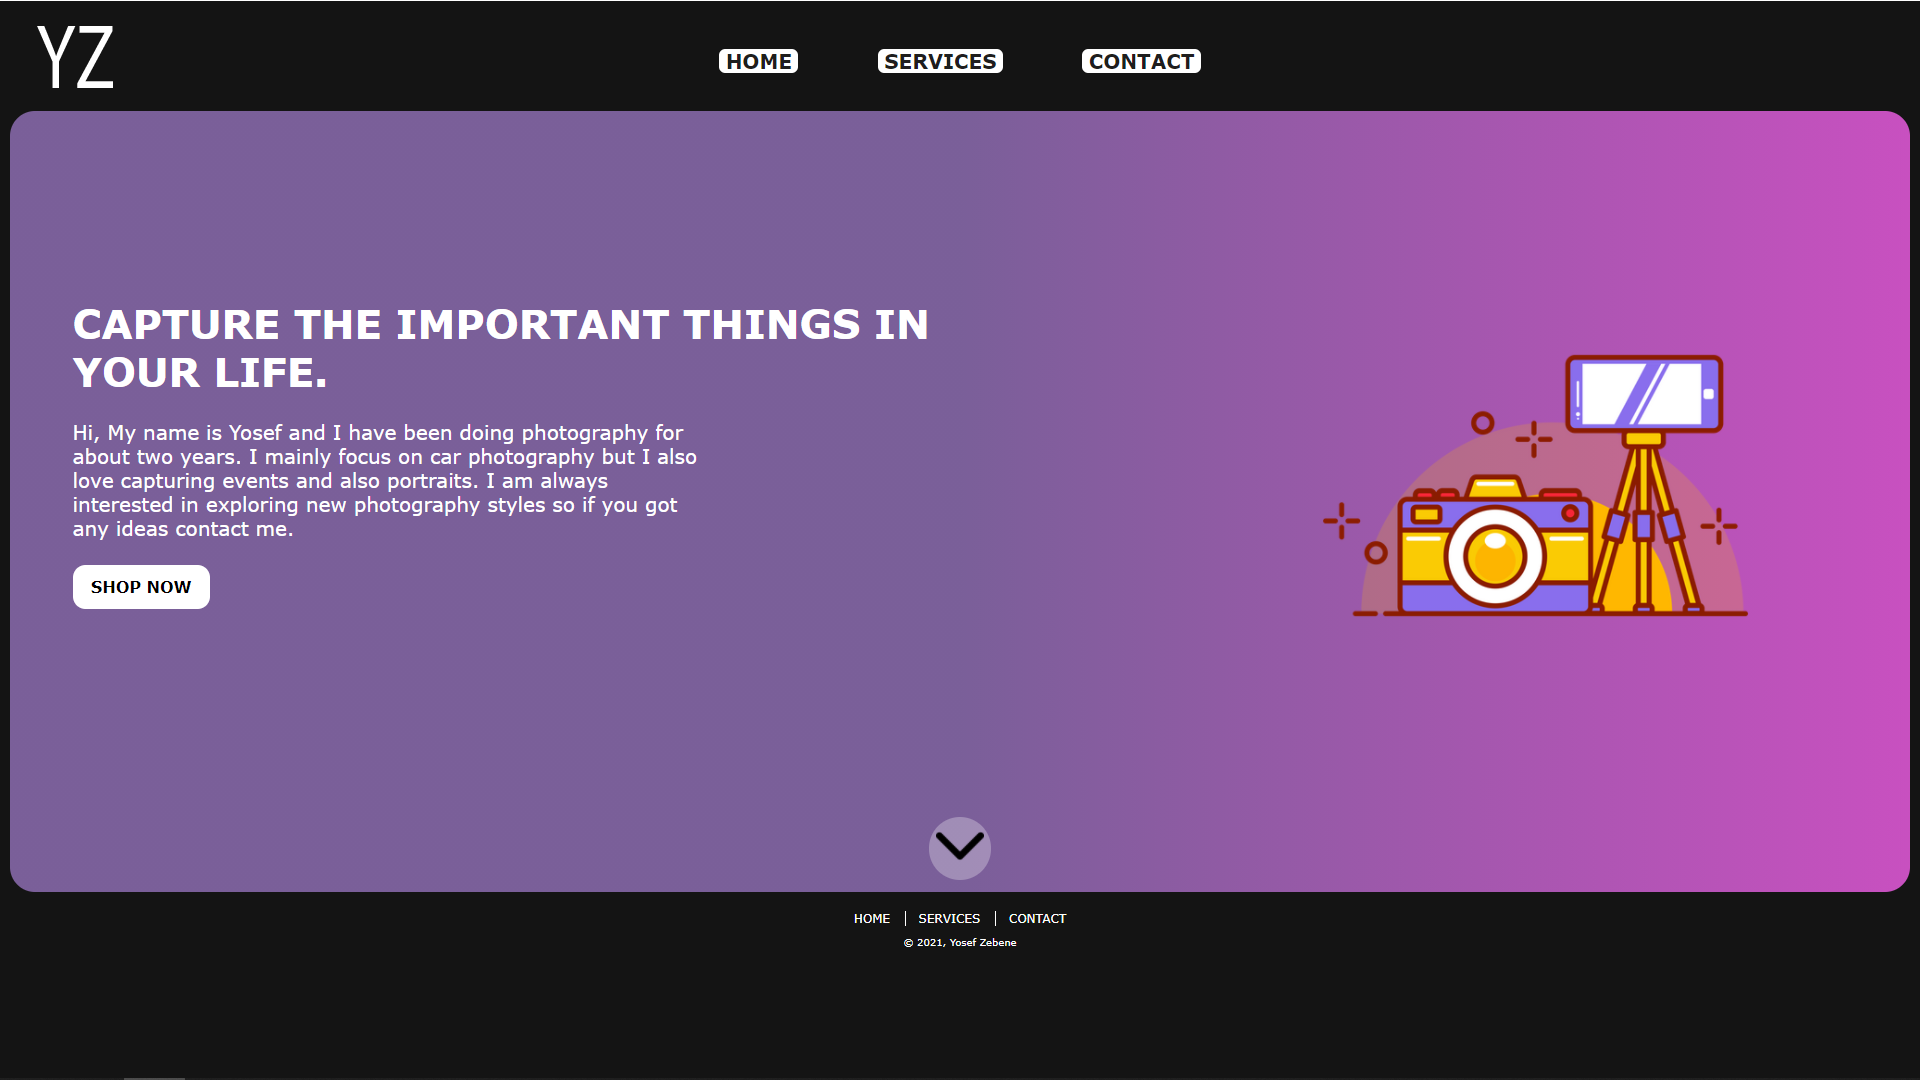 YZ
HOME
SERVICES
CONTACT
CAPTURE THE IMPORTANT THINGS IN
YOUR LIFE.
Hi, My name is Yosef and I have been doing photography for
about two years. I mainly focus on car photography but I also
love capturing events and also portraits. I am always
interested in exploring new photography styles so if you got
any ideas contact me.
SHOP NOW
HOME
SERVICES
CONTACT
© 2021, Yosef Zebene